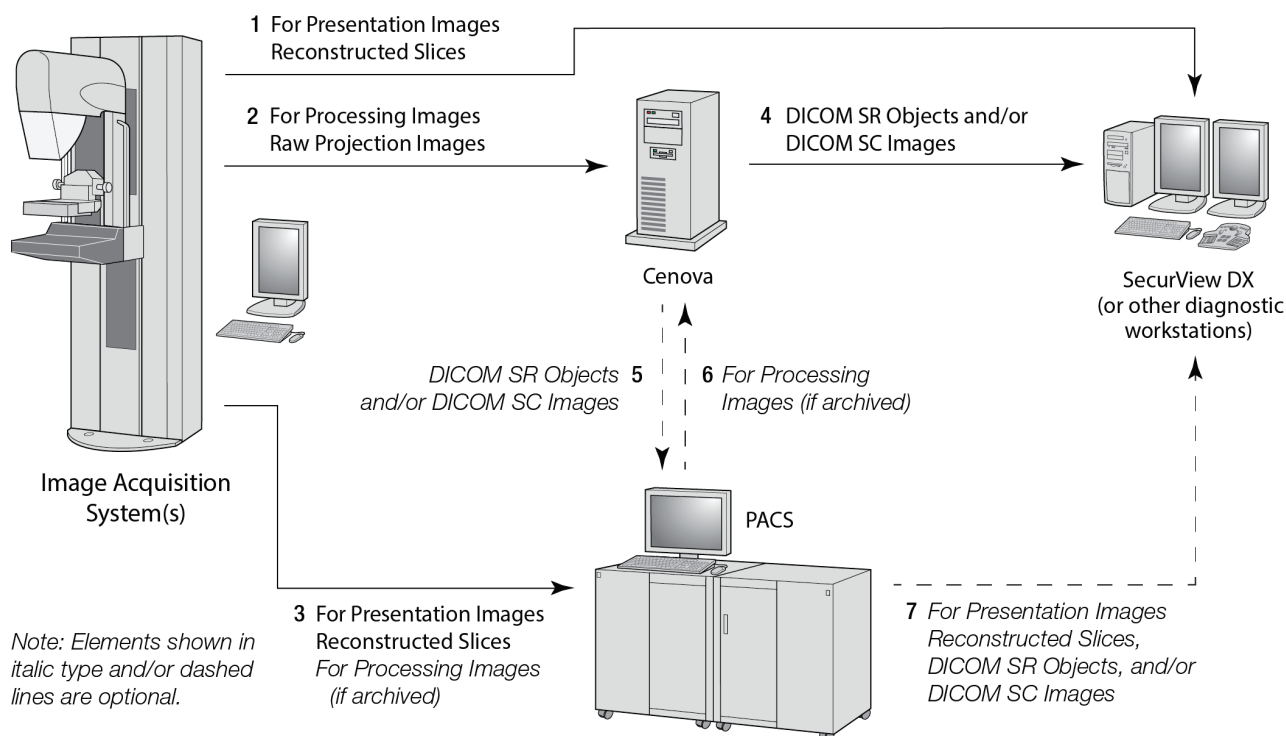 1 For Presentation Images
Reconstructed Slices
2 For Processing Images
Raw Projection Images
4 DICOM SR Objects and/or
DICOM SC Images
Cenova
SecurView DX
(or other diagnostic
workstations)
DICOM SR Objects 5
and/or DICOM SC Images
6 For Processing
Images (if archived)
Image Acquisition
System(s)
PACS
3 For Presentation Images
Reconstructed Slices
For Processing Images
(if archived)
7 For Presentation Images
Reconstructed Slices,
DICOM SR Objects, and/or
DICOM SC Images
Note: Elements shown in
italic type and/or dashed
lines are optional.